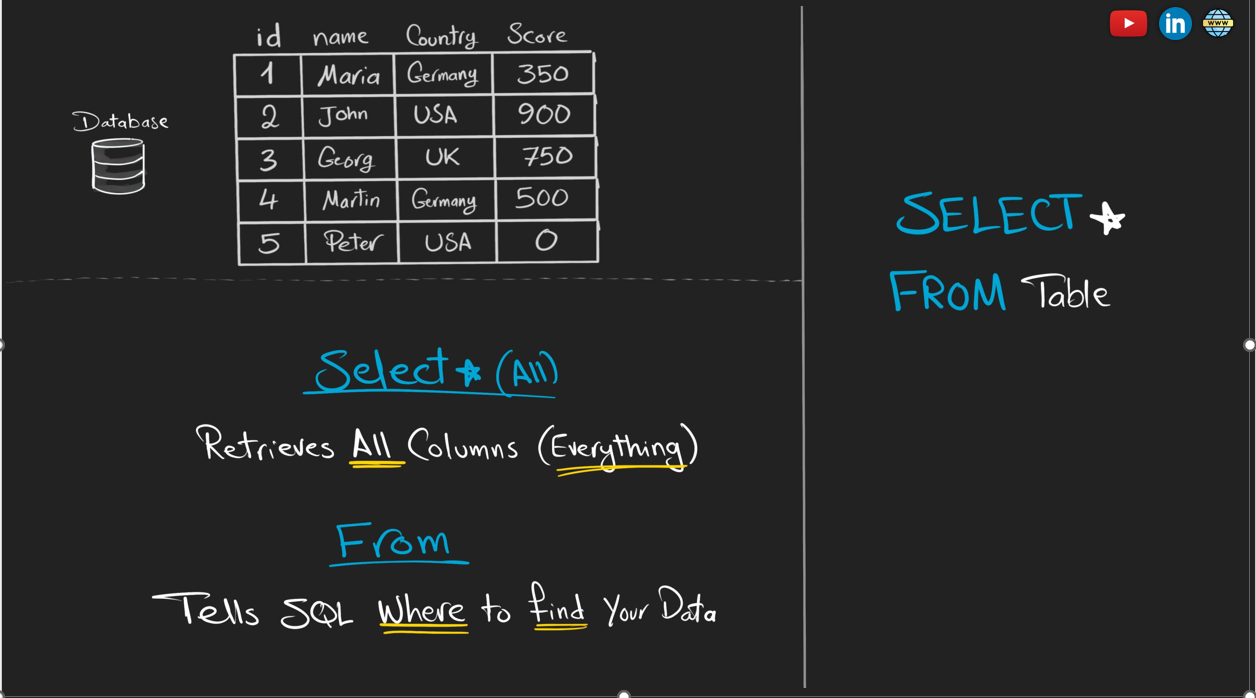 id name Country Score
1 Maria Germany 350
2 John USA 900
3 Georg UK 750
4 Martin Germany 500
5 Peter USA 0
Database
Select * (All)
Retrieves All Columns (Everything)
From
Tells SQL Where to find Your Data
WWW
in
SELECT *
FROM Table